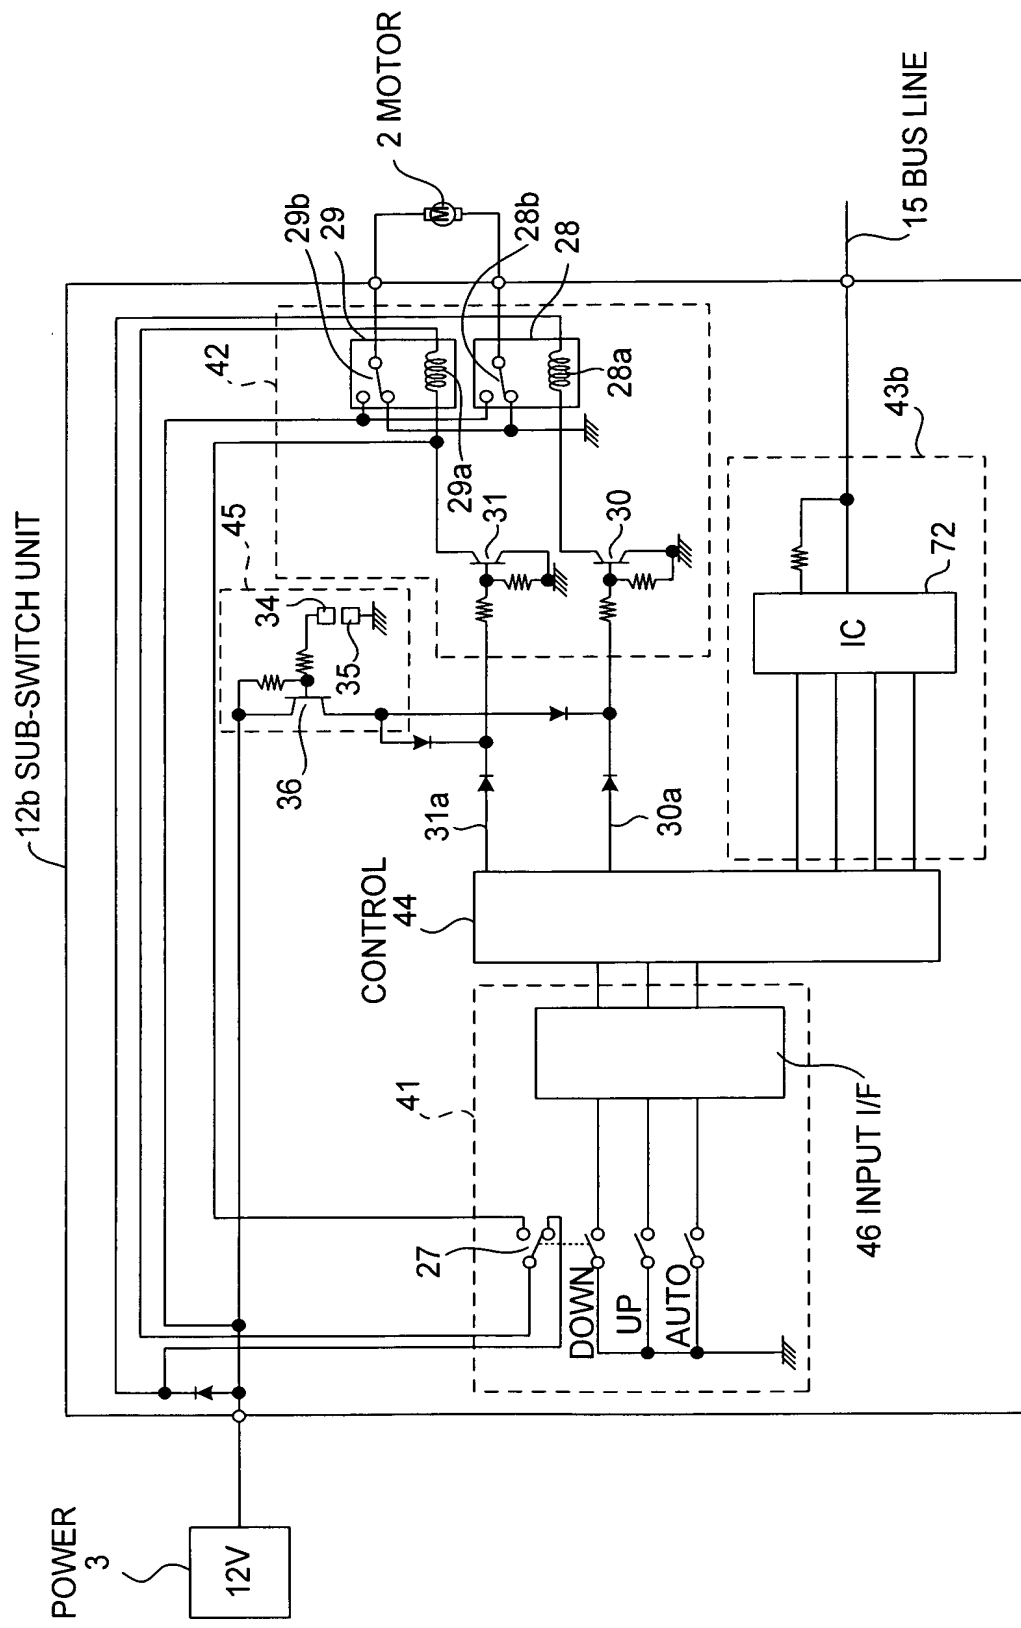 12b SUB-SWITCH UNIT
POWER
3
12V
45
34
35
36
42
29b
29
29a
28b
28
28a
2 MOTOR
M
31
30
31a
30a
CONTROL
44
41
27
DOWN
UP
AUTO
46 INPUT I/F
43b
72
IC
15 BUS LINE